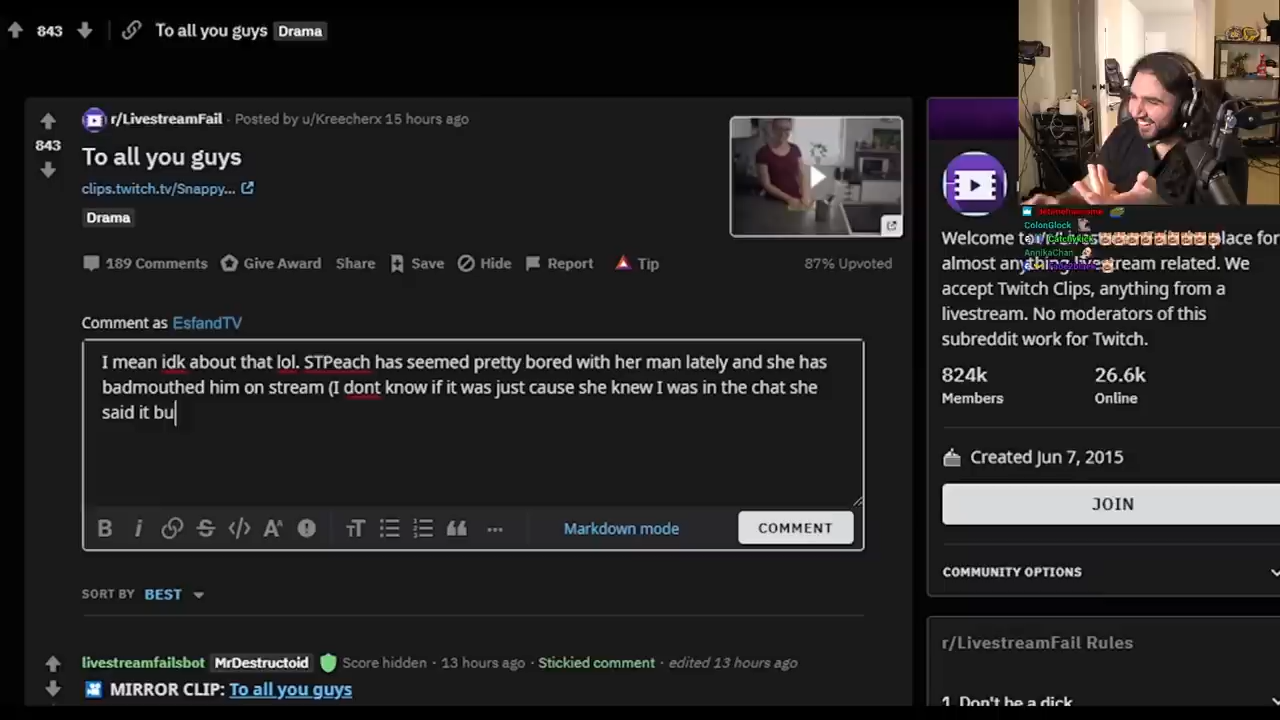 843 To all you guys Drama
r/LivestreamFail · Posted by u/Kreecherx 15 hours ago
843
To all you guys
clips.twitch.tv/Snappy...
Drama
189 Comments Give Award Share Save Hide Report Tip 87% Upvoted
Comment as EsfandTV
I mean idk about that lol. STPeach has seemed pretty bored with her man lately and she has
badmouthed him on stream (I dont know if it was just cause she knew I was in the chat she
said it bu
B i A TT ... Markdown mode COMMENT
SORT BY BEST
livestreamfailsbot MrDestructoid Score hidden · 13 hours ago · Stickied comment · edited 13 hours ago
MIRROR CLIP: To all you guys
ColonGlock
AnnikaChan
Welcome to lace for
almost anything livestream related. We
accept Twitch Clips, anything from a
livestream. No moderators of this
subreddit work for Twitch.
824k 26.6k
Members Online
Created Jun 7, 2015
JOIN
COMMUNITY OPTIONS
r/LivestreamFail Rules
1. Don't be a dick